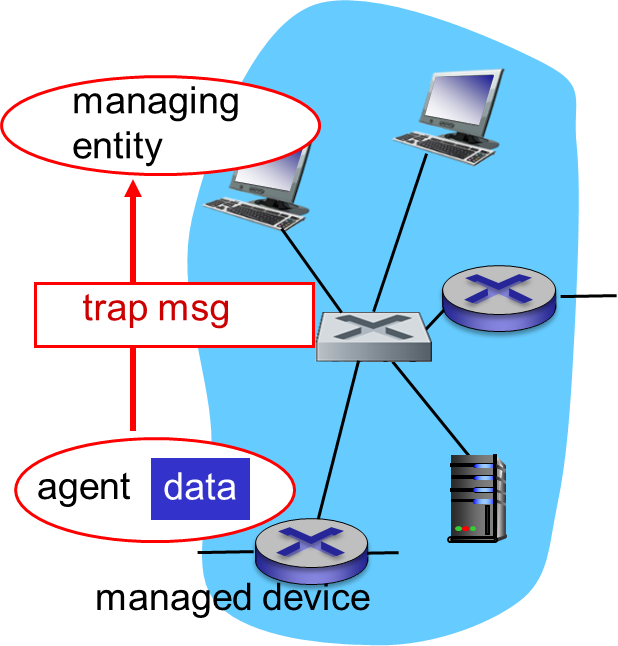 managing
entity
trap msg
agent data
managed device